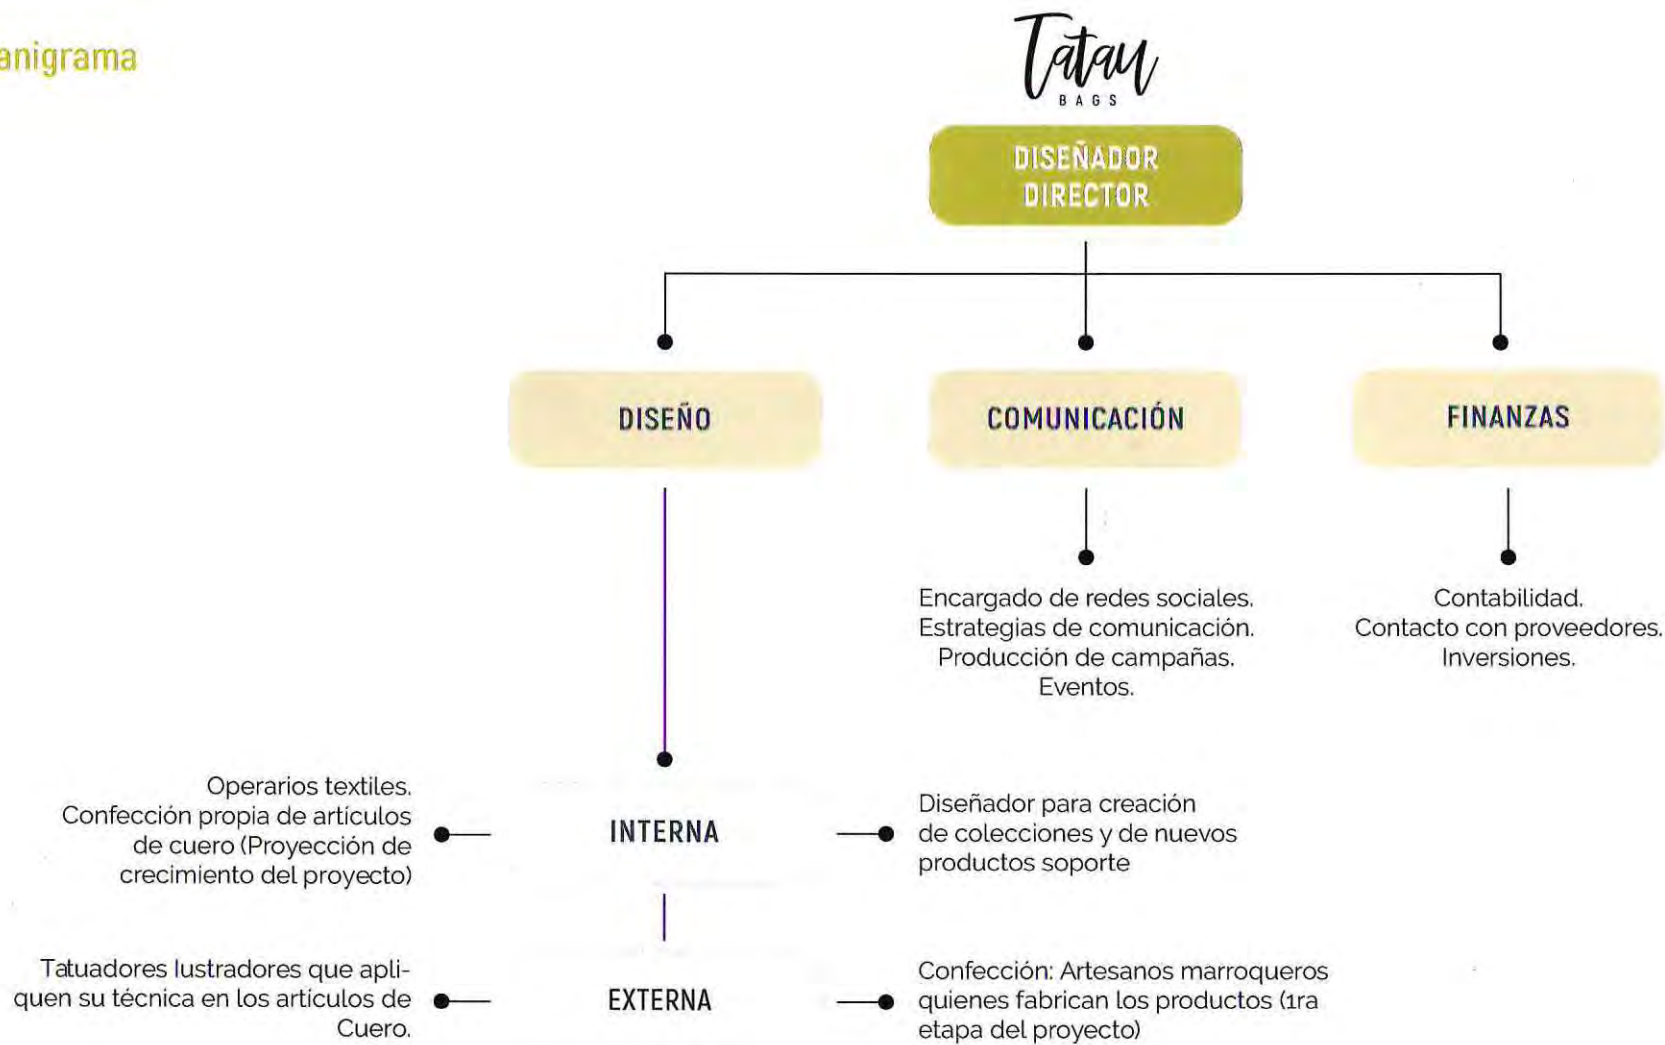 anigrama
Tatau
BAGS
DISEÑADOR
DIRECTOR
DISEÑO
COMUNICACIÓN
FINANZAS
Encargado de redes sociales.
Estrategias de comunicación.
Producción de campañas.
Eventos.
Contabilidad.
Contacto con proveedores.
Inversiones.
Operarios textiles.
Confección propia de artículos
de cuero (Proyección de
crecimiento del proyecto)
INTERNA
Diseñador para creación
de colecciones y de nuevos
productos soporte
Tatuadores lustradores que apli-
quen su técnica en los artículos de
Cuero.
EXTERNA
Confección: Artesanos marroqueros
quienes fabrican los productos (1ra
etapa del proyecto)